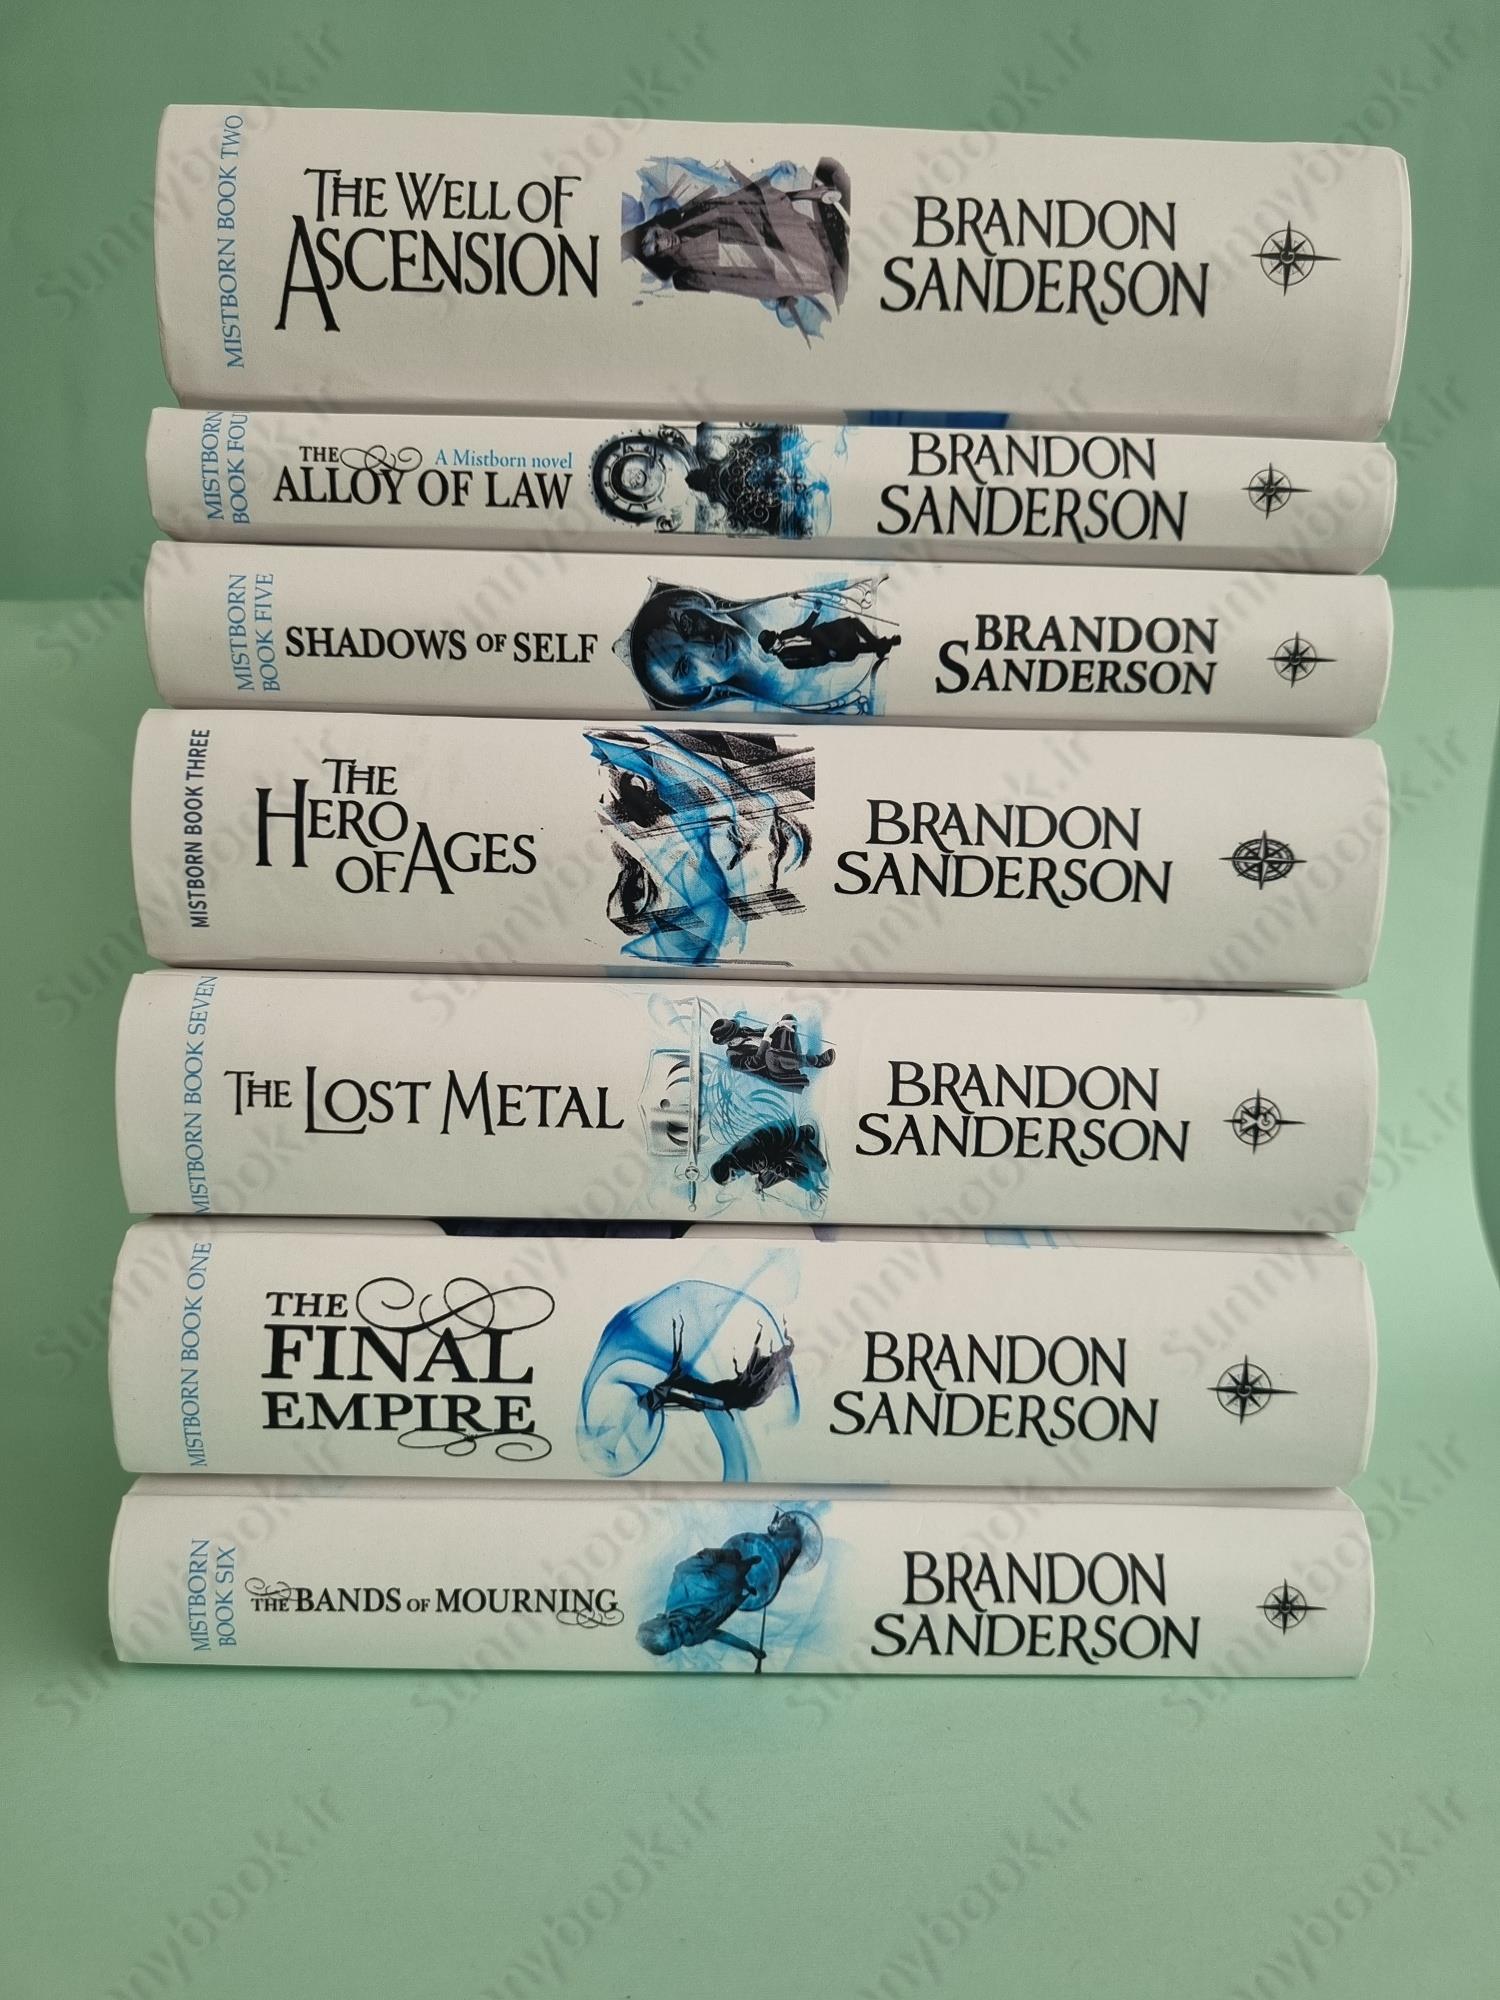 MISTBORN BOOK TWO
THE WELL OF
ASCENSION
BRANDON
SANDERSON
MISTBORN
BOOK FOU
THE
A Mistborn novel
ALLOY OF LAW
BRANDON
SANDERSON
MISTBORN
BOOK FIVE
SHADOWS OF SELF
BRANDON
SANDERSON
MISTBORN BOOK THREE
THE
HERO
OF AGES
BRANDON
SANDERSON
MISTBORN BOOK SEVEN
THE LOST METAL
BRANDON
SANDERSON
MISTBORN BOOK ONE
THE
FINAL
EMPIRE
BRANDON
SANDERSON
MISTBORN
BOOK SIX
THE BANDS OF MOURNING
BRANDON
SANDERSON
sunnybook.ir